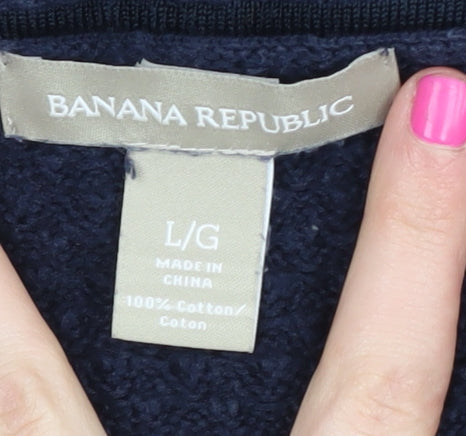 BANANA REPUBLIC
L/G
MADE IN
CHINA
100% Cotton/
Coton